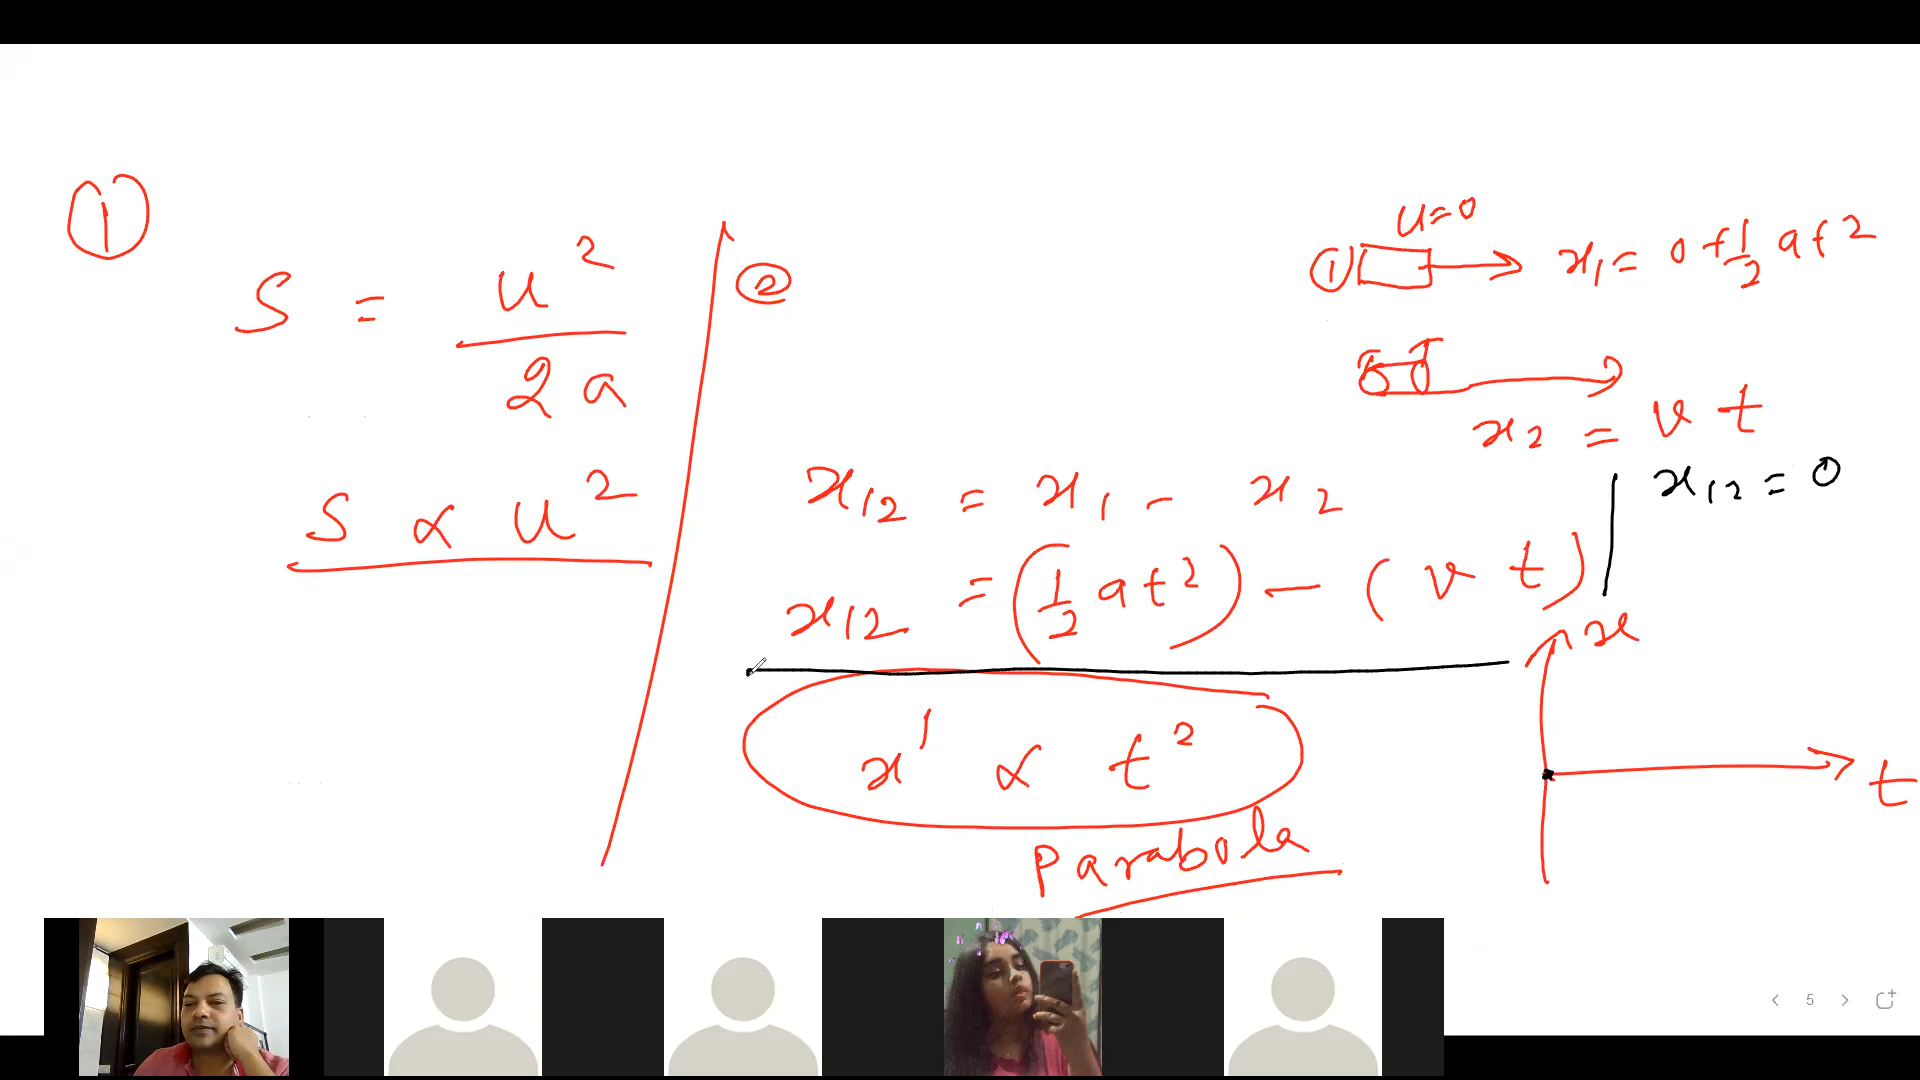 ①
S = u²
2a
S ∝ u²
②
u=0
① x₁ = 0 + 1/2 at²
x₂ = v t
x₁₂ = 0
x₁₂ = x₁ - x₂
x₁₂ = (1/2 at²) - (v t)
x¹ ∝ t²
Parabola
x
t
5